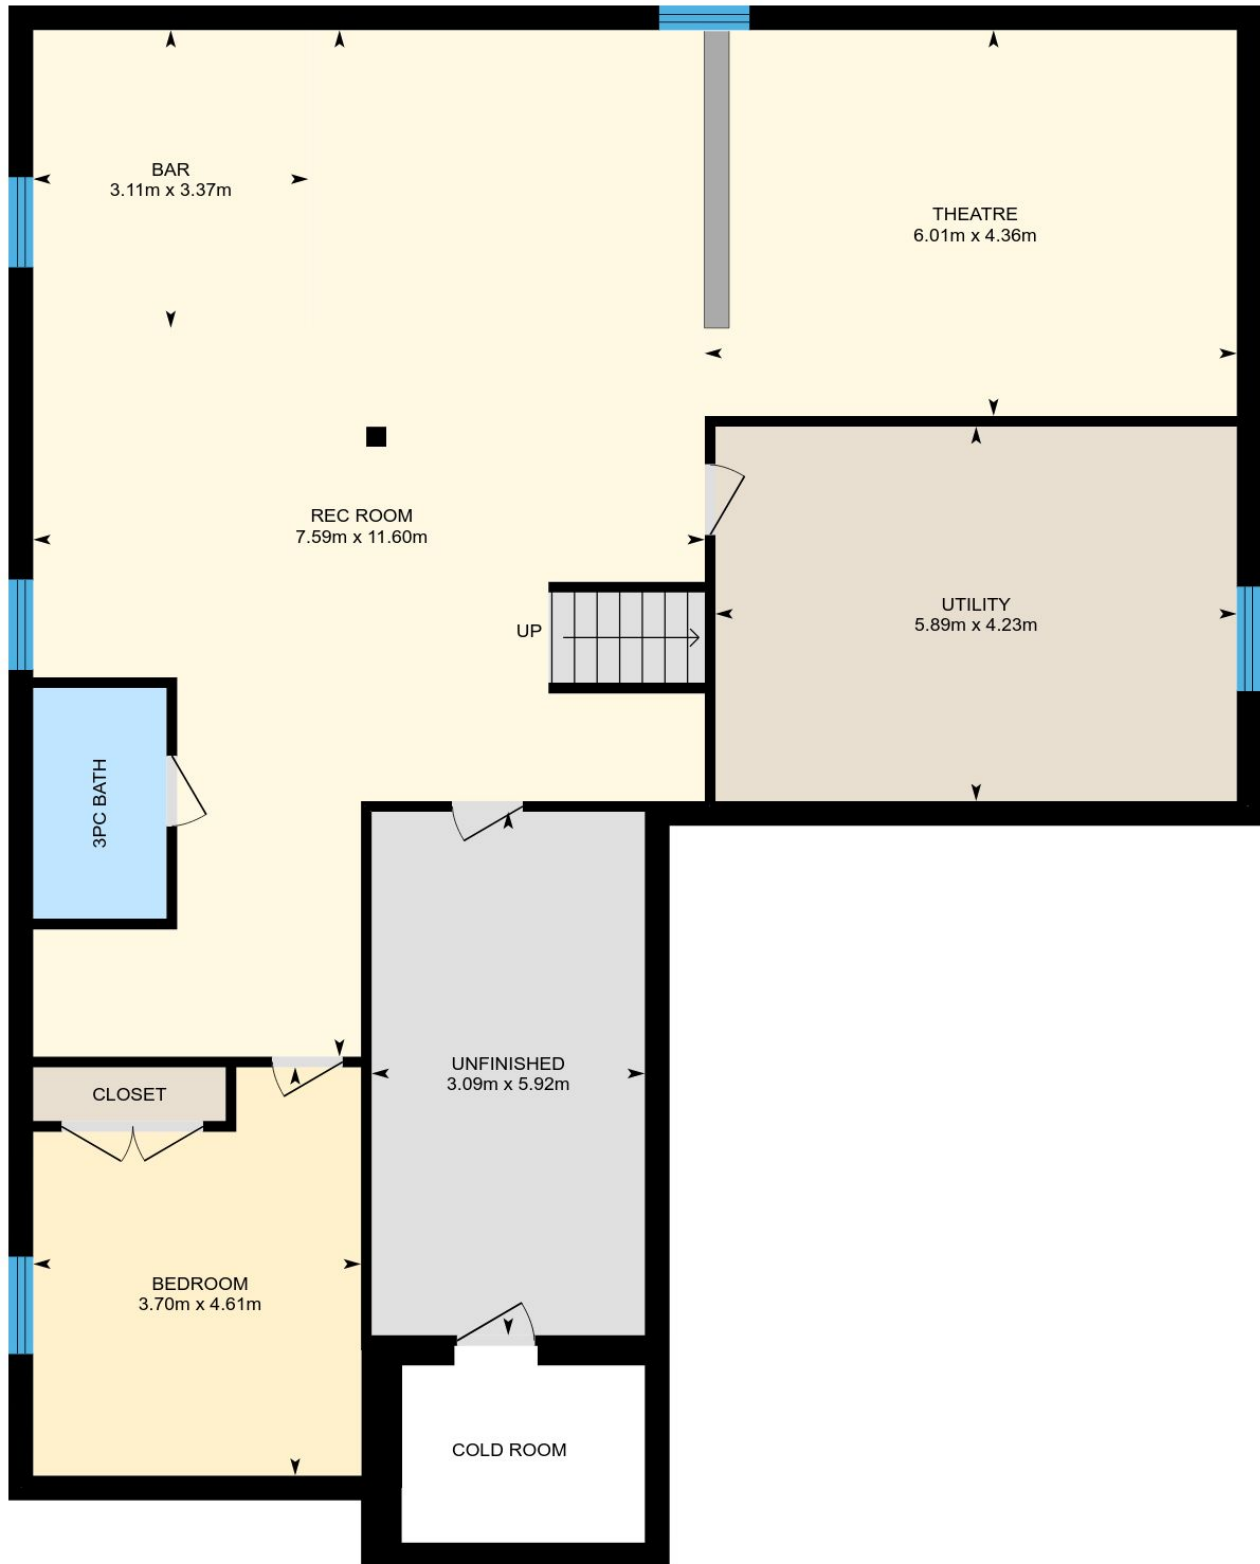 BAR
3.11m x 3.37m
THEATRE
6.01m x 4.36m
REC ROOM
7.59m x 11.60m
UP
UTILITY
5.89m x 4.23m
3PC BATH
CLOSET
UNFINISHED
3.09m x 5.92m
BEDROOM
3.70m x 4.61m
COLD ROOM